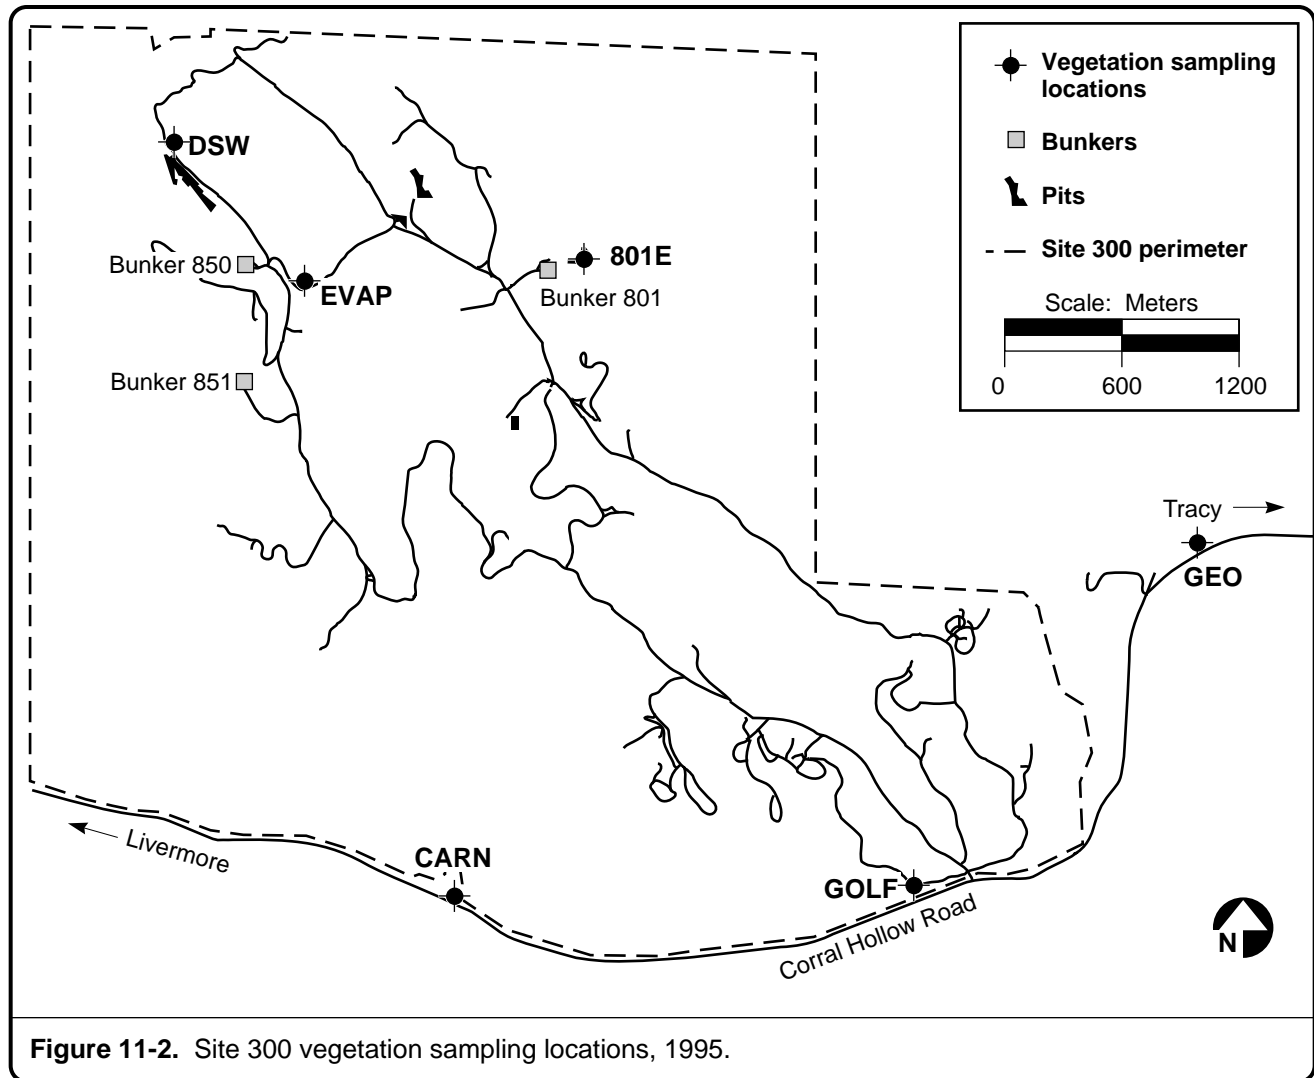 Vegetation sampling
locations
Bunkers
Pits
Site 300 perimeter
Scale: Meters
0 600 1200
DSW
Bunker 850
EVAP
801E
Bunker 801
Bunker 851
Tracy
GEO
Livermore
CARN
GOLF
Corral Hollow Road
N
Figure 11-2. Site 300 vegetation sampling locations, 1995.